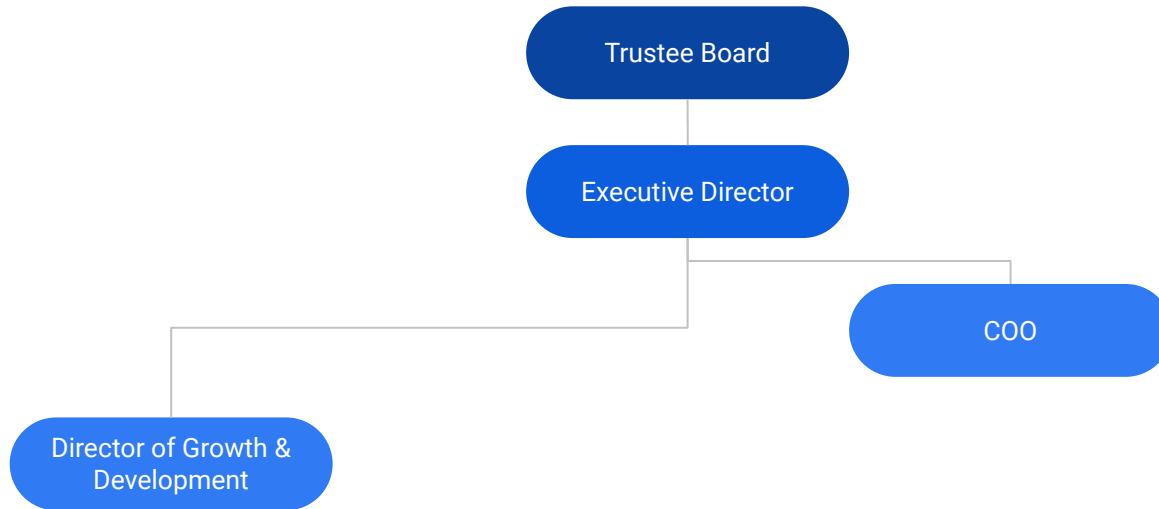 Trustee Board
Executive Director
COO
Director of Growth &
Development